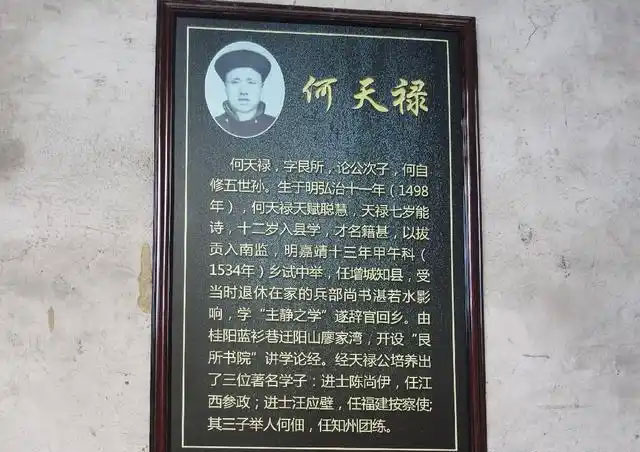 何天禄
何天禄，字艮所，论公次子，何自
修五世孙。生于明弘治十一年（1498
年），何天禄天赋聪慧，天禄七岁能
诗，十二岁入县学，才名籍甚，以拔
贡入南监，明嘉靖十三年甲午科（
1534年）乡试中举，任增城知县，受
当时退休在家的兵部尚书湛若水影
响，学“主静之学”遂辞官回乡。由
桂阳蓝衫巷迁阳山廖家湾，开设“艮
所书院”讲学论经。经天禄公培养出
了三位著名学子：进士陈尚伊，任江
西参政；进士汪应壁，任福建按察使;
其三子举人何佃，任知州团练。